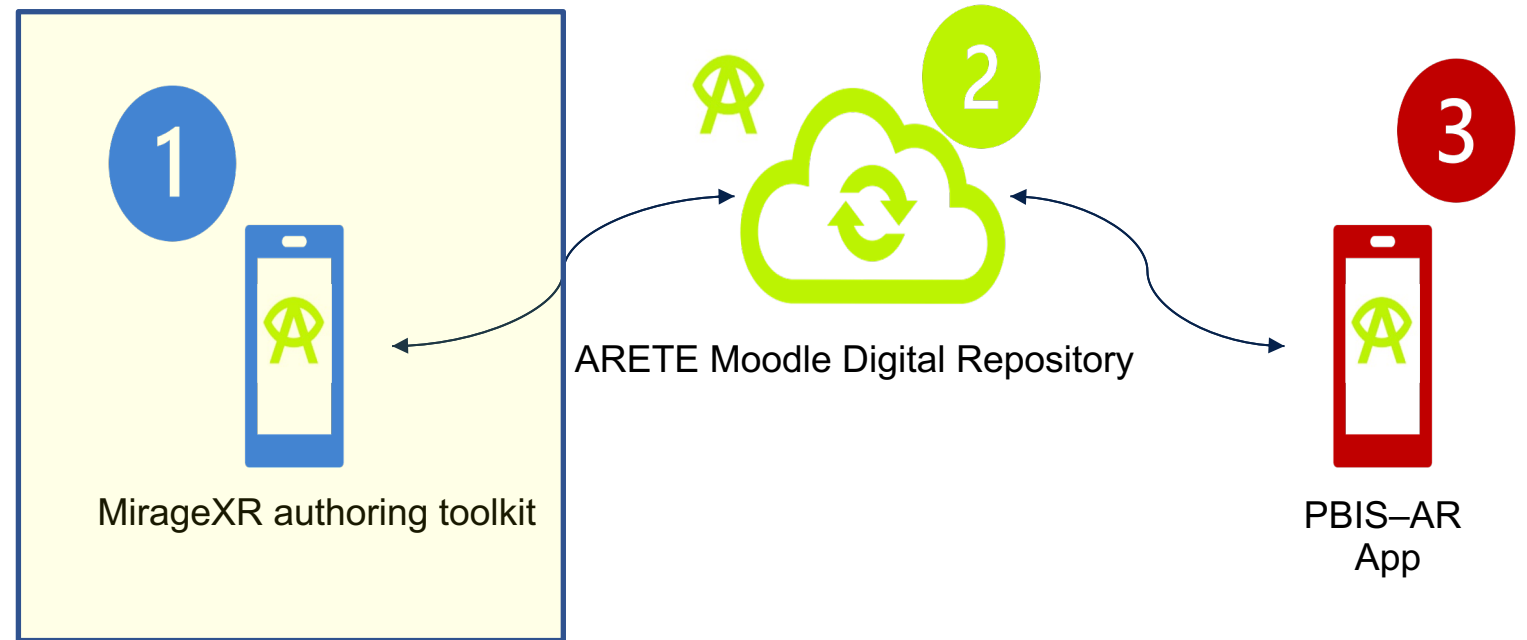 1
MirageXR authoring toolkit
2
ARETE Moodle Digital Repository
3
PBIS–AR
App